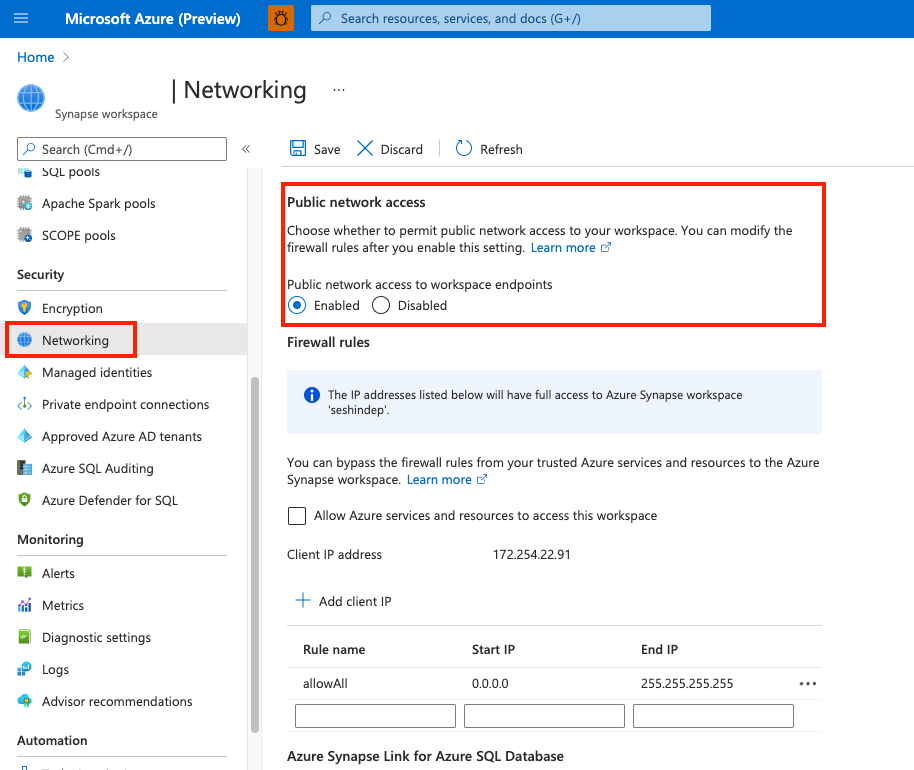 Microsoft Azure (Preview)
Search resources, services, and docs (G+/)
Home
| Networking
...
Synapse workspace
Search (Cmd+/)
«
Save
Discard
Refresh
SQL pools
Apache Spark pools
SCOPE pools
Security
Encryption
Networking
Managed identities
Private endpoint connections
Approved Azure AD tenants
Azure SQL Auditing
Azure Defender for SQL
Monitoring
Alerts
Metrics
Diagnostic settings
Logs
Advisor recommendations
Automation
Public network access
Choose whether to permit public network access to your workspace. You can modify the
firewall rules after you enable this setting. Learn more
Public network access to workspace endpoints
Enabled
Disabled
Firewall rules
The IP addresses listed below will have full access to Azure Synapse workspace
'seshindep'.
You can bypass the firewall rules from your trusted Azure services and resources to the Azure
Synapse workspace. Learn more
Allow Azure services and resources to access this workspace
Client IP address 172.254.22.91
Add client IP
Rule name Start IP End IP
allowAll 0.0.0.0 255.255.255.255
Azure Synapse Link for Azure SQL Database